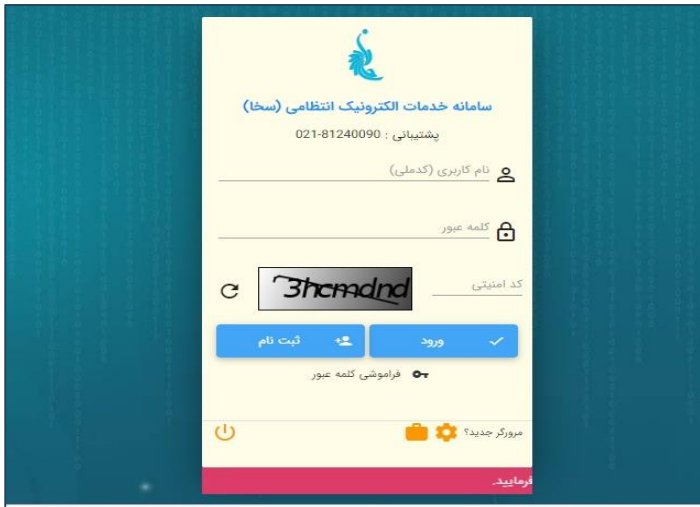 سامانه خدمات الکترونیک انتظامی (سخا)
پشتیبانی : 021-81240090
نام کاربری (کدملی)
کلمه عبور
کد امنیتی
3hcmdnd
ورود
ثبت نام
فراموشی کلمه عبور
مرورگر جدید؟
فرمایید.